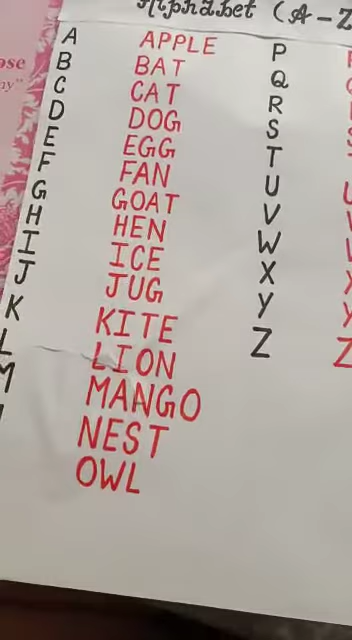 Alphabet (A-Z
A APPLE P
B BAT Q
C CAT R
D DOG S
E EGG T
F FAN U
G GOAT V
H HEN W
I ICE X
J JUG Y
K KITE Z Z
L LION
M MANGO
NEST
OWL